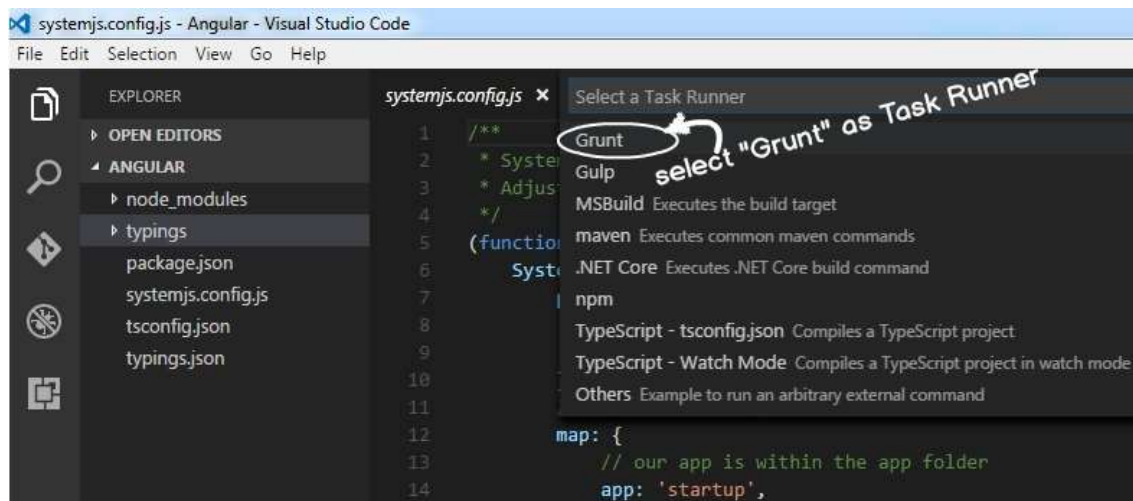 systemjs.config.js - Angular - Visual Studio Code
File Edit Selection View Go Help
EXPLORER
OPEN EDITORS
ANGULAR
node_modules
typings
package.json
systemjs.config.js
tsconfig.json
typings.json
systemjs.config.js ×
1 /**
2 * Syste
3 * Adjus
4 */
5 (functio
6 Syst
7
8
9
10
11
12 map: {
13 // our app is within the app folder
14 app: 'startup',
Select a Task Runner
Grunt
Gulp
MSBuild Executes the build target
maven Executes common maven commands
.NET Core Executes .NET Core build command
npm
TypeScript - tsconfig.json Compiles a TypeScript project
TypeScript - Watch Mode Compiles a TypeScript project in watch mode
Others Example to run an arbitrary external command
select "Grunt" as Task Runner